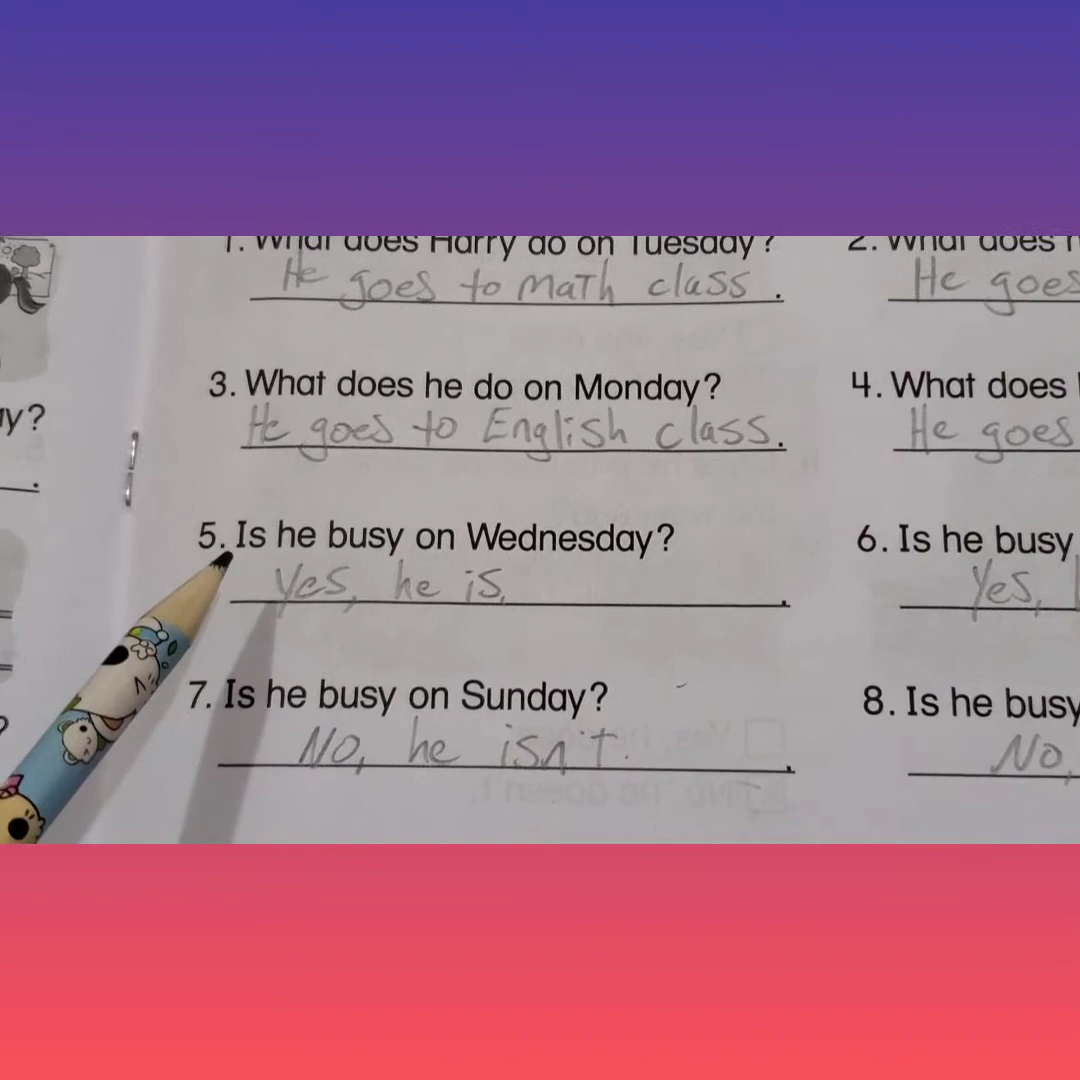 1. What does Harry do on Tuesday? 2. What does
He goes to math class . He goes
3. What does he do on Monday? 4. What does
He goes to English class. He goes
ay?
5. Is he busy on Wednesday? 6. Is he busy
Yes, he is. Yes,
7. Is he busy on Sunday? 8. Is he busy
No, he isn't. No,